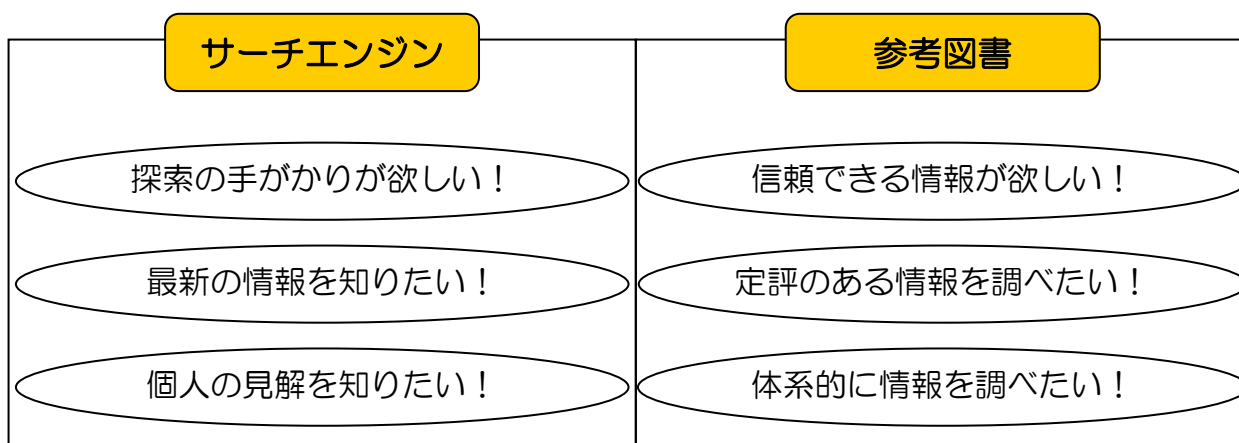 サーチエンジン
参考図書
探索の手がかりが欲しい！
信頼できる情報が欲しい！
最新の情報を知りたい！
定評のある情報を調べたい！
個人の見解を知りたい！
体系的に情報を調べたい！